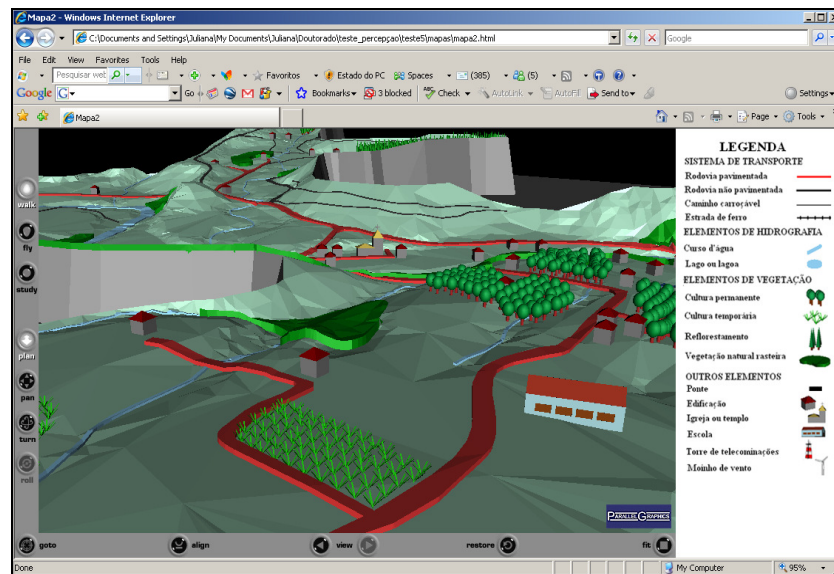 Mapa2 - Windows Internet Explorer
C:\Documents and Settings\Juliana\My Documents\Juliana\Doutorado\teste_percepçao\teste5\mapas\mapa2.html
Google
File Edit View Favorites Tools Help
Pesquisar web
Favoritos
Estado do PC
Spaces
(385)
(5)
Google
Go
Bookmarks
3 blocked
Check
AutoLink
AutoFill
Send to
Settings
Mapa2
Page
Tools
walk
fly
study
plan
pan
turn
roll
goto
align
view
restore
fit
PARALLELGRAPHICS
LEGENDA
SISTEMA DE TRANSPORTE
Rodovia pavimentada
Rodovia não pavimentada
Caminho carroçável
Estrada de ferro
ELEMENTOS DE HIDROGRAFIA
Curso d'água
Lago ou lagoa
ELEMENTOS DE VEGETAÇÃO
Cultura permanente
Cultura temporária
Reflorestamento
Vegetação natural rasteira
OUTROS ELEMENTOS
Ponte
Edificação
Igreja ou templo
Escola
Torre de telecominações
Moinho de vento
Done
My Computer
95%